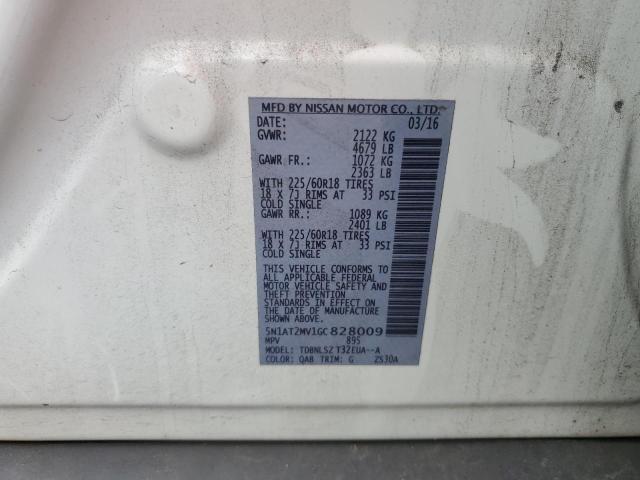 MFD BY NISSAN MOTOR CO., LTD.
DATE: 03/16
GVWR: 2122 KG
4679 LB
GAWR FR.: 1072 KG
2363 LB
WITH 225/60R18 TIRES
18 X 7J RIMS AT 33 PSI
COLD SINGLE
GAWR RR.: 1089 KG
2401 LB
WITH 225/60R18 TIRES
18 X 7J RIMS AT 33 PSI
COLD SINGLE
THIS VEHICLE CONFORMS TO
ALL APPLICABLE FEDERAL
MOTOR VEHICLE SAFETY AND
THEFT PREVENTION
STANDARDS IN EFFECT ON
THE DATE OF MANUFACTURE
SHOWN ABOVE.
5N1AT2MV1GC828009
MPV 895
MODEL: TDBNLSZ T32EUA--A
COLOR: QAB TRIM: G ZS30A